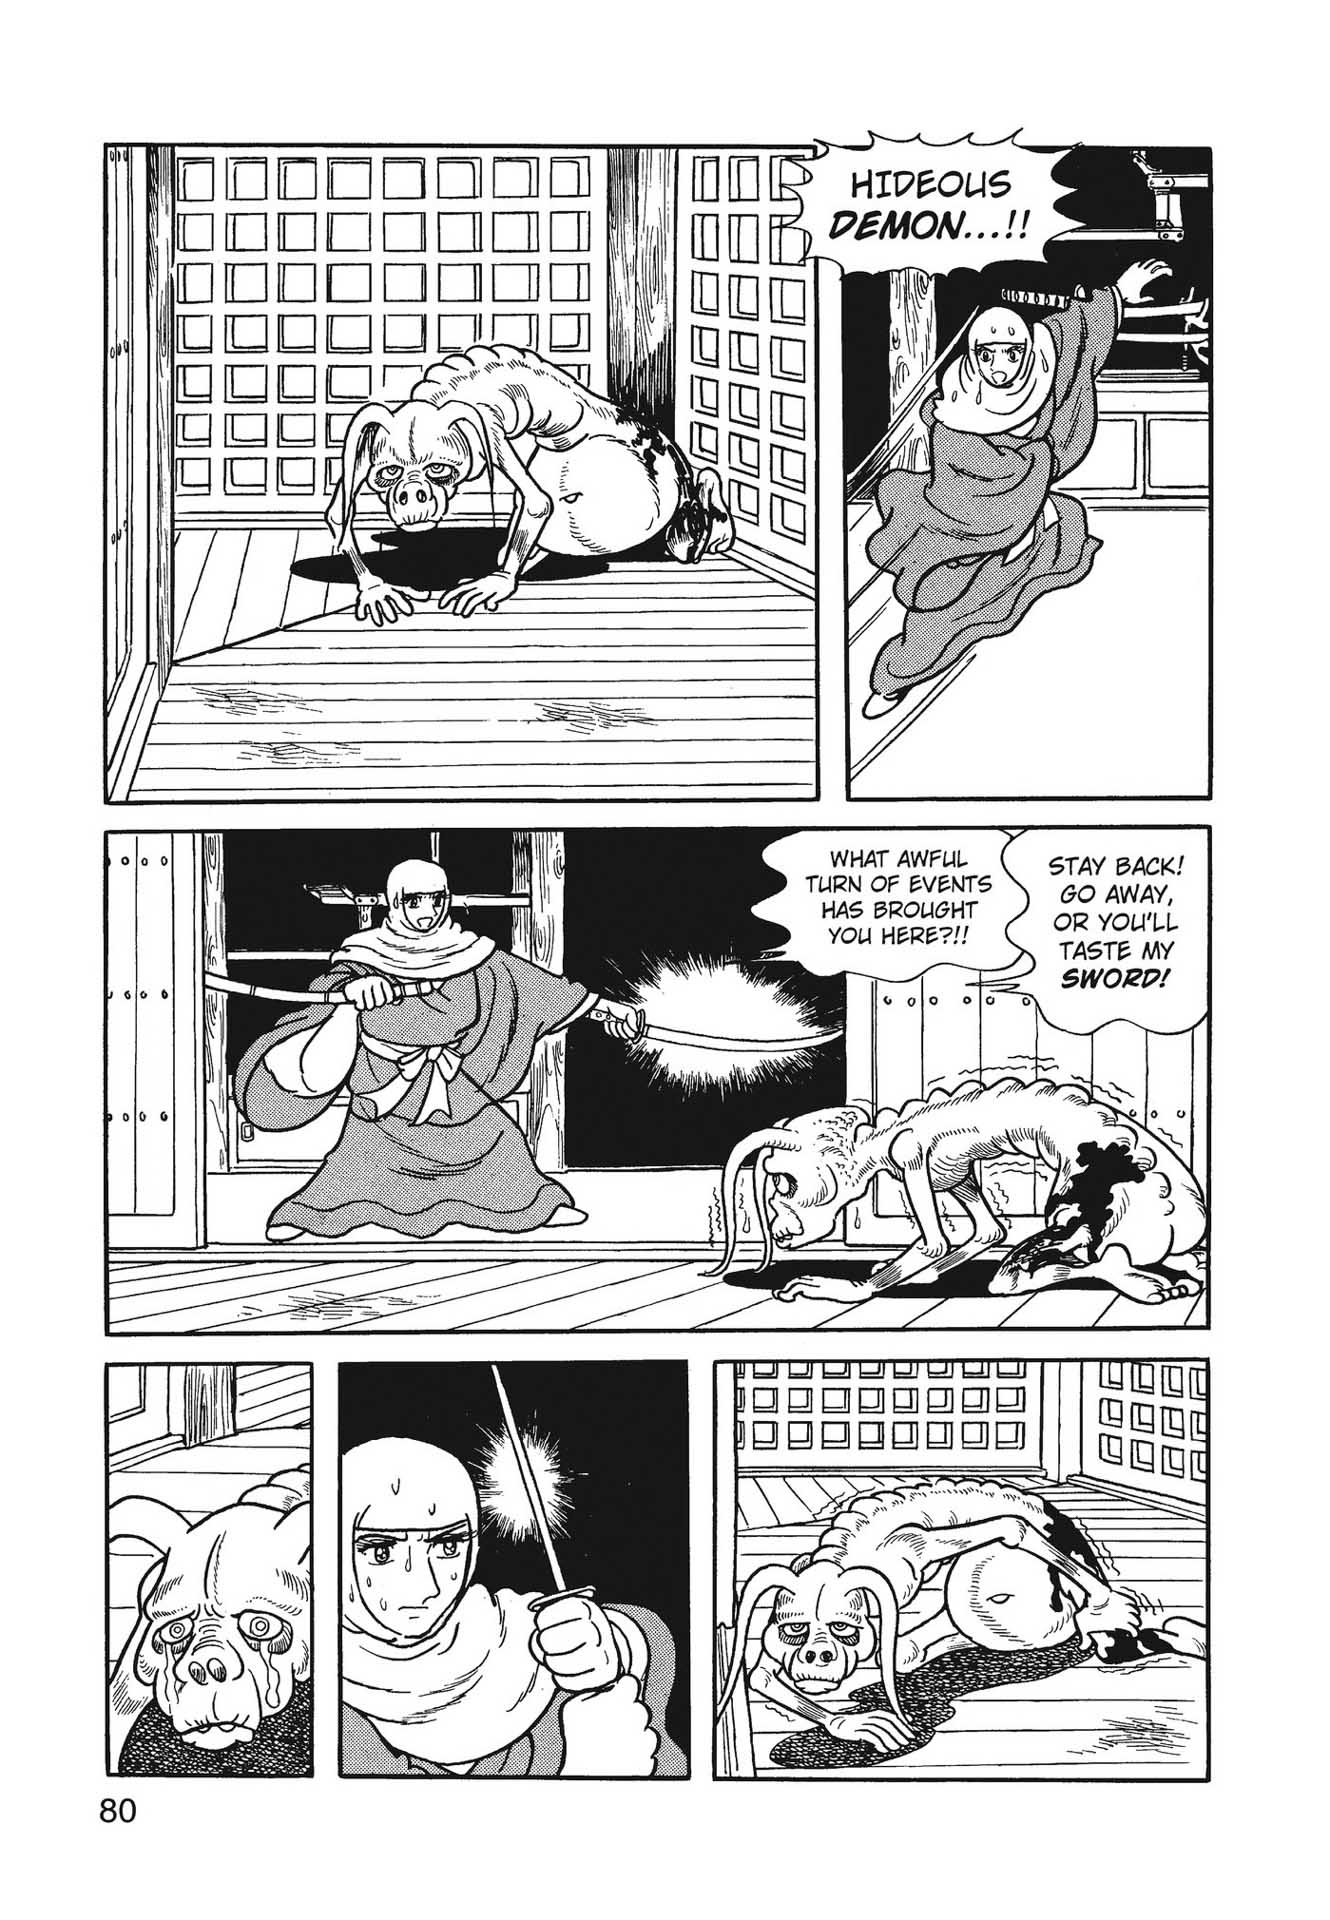 HIDEOUS
DEMON...!!
WHAT AWFUL
TURN OF EVENTS
HAS BROUGHT
YOU HERE?!!
STAY BACK!
GO AWAY,
OR YOU'LL
TASTE MY
SWORD!
80